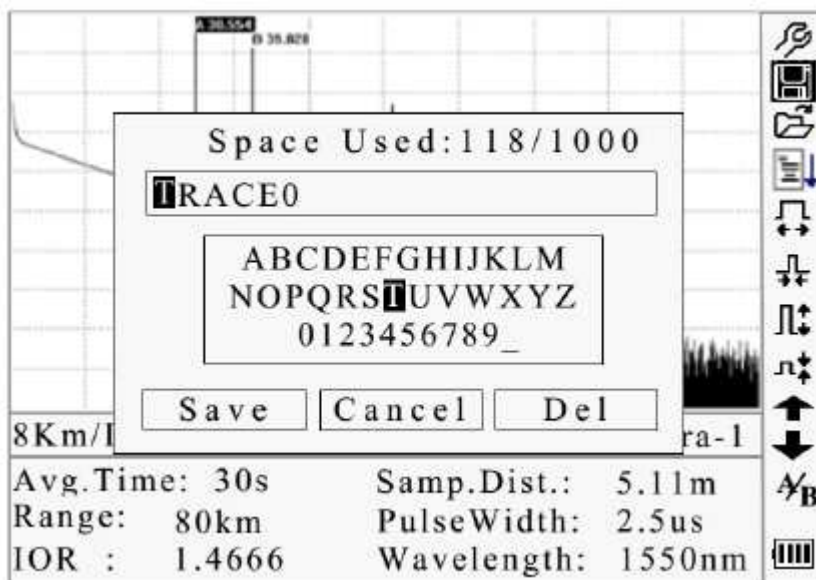 A 30.554
B 35.828
Space Used:118/1000
TRACE0
ABCDEFGHIJKLM
NOPQRSTUVWXYZ
0123456789_
Save Cancel Del
8Km/
ra-1
Avg.Time: 30s Samp.Dist.: 5.11m
Range: 80km PulseWidth: 2.5us
IOR : 1.4666 Wavelength: 1550nm
A/B